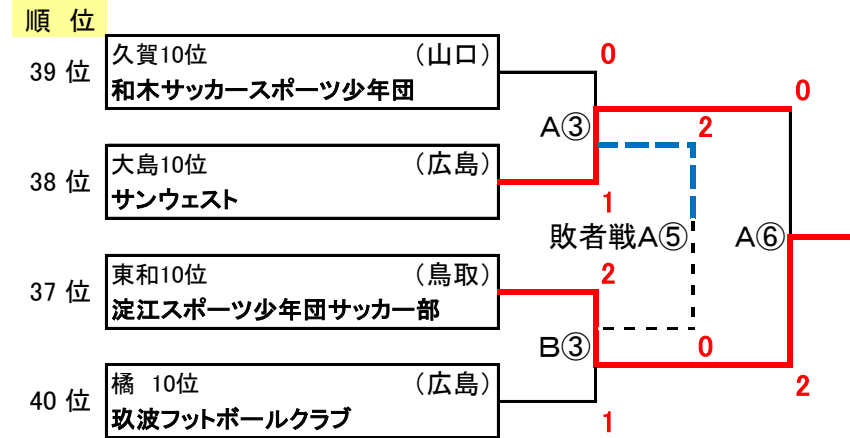 順 位
39 位
久賀10位 （山口）
和木サッカースポーツ少年団
38 位
大島10位 （広島）
サンウェスト
37 位
東和10位 （鳥取）
淀江スポーツ少年団サッカー部
40 位
橘 10位 （広島）
玖波フットボールクラブ
0
0
A③
2
1
敗者戦A⑤
A⑥
2
B③
0
2
1